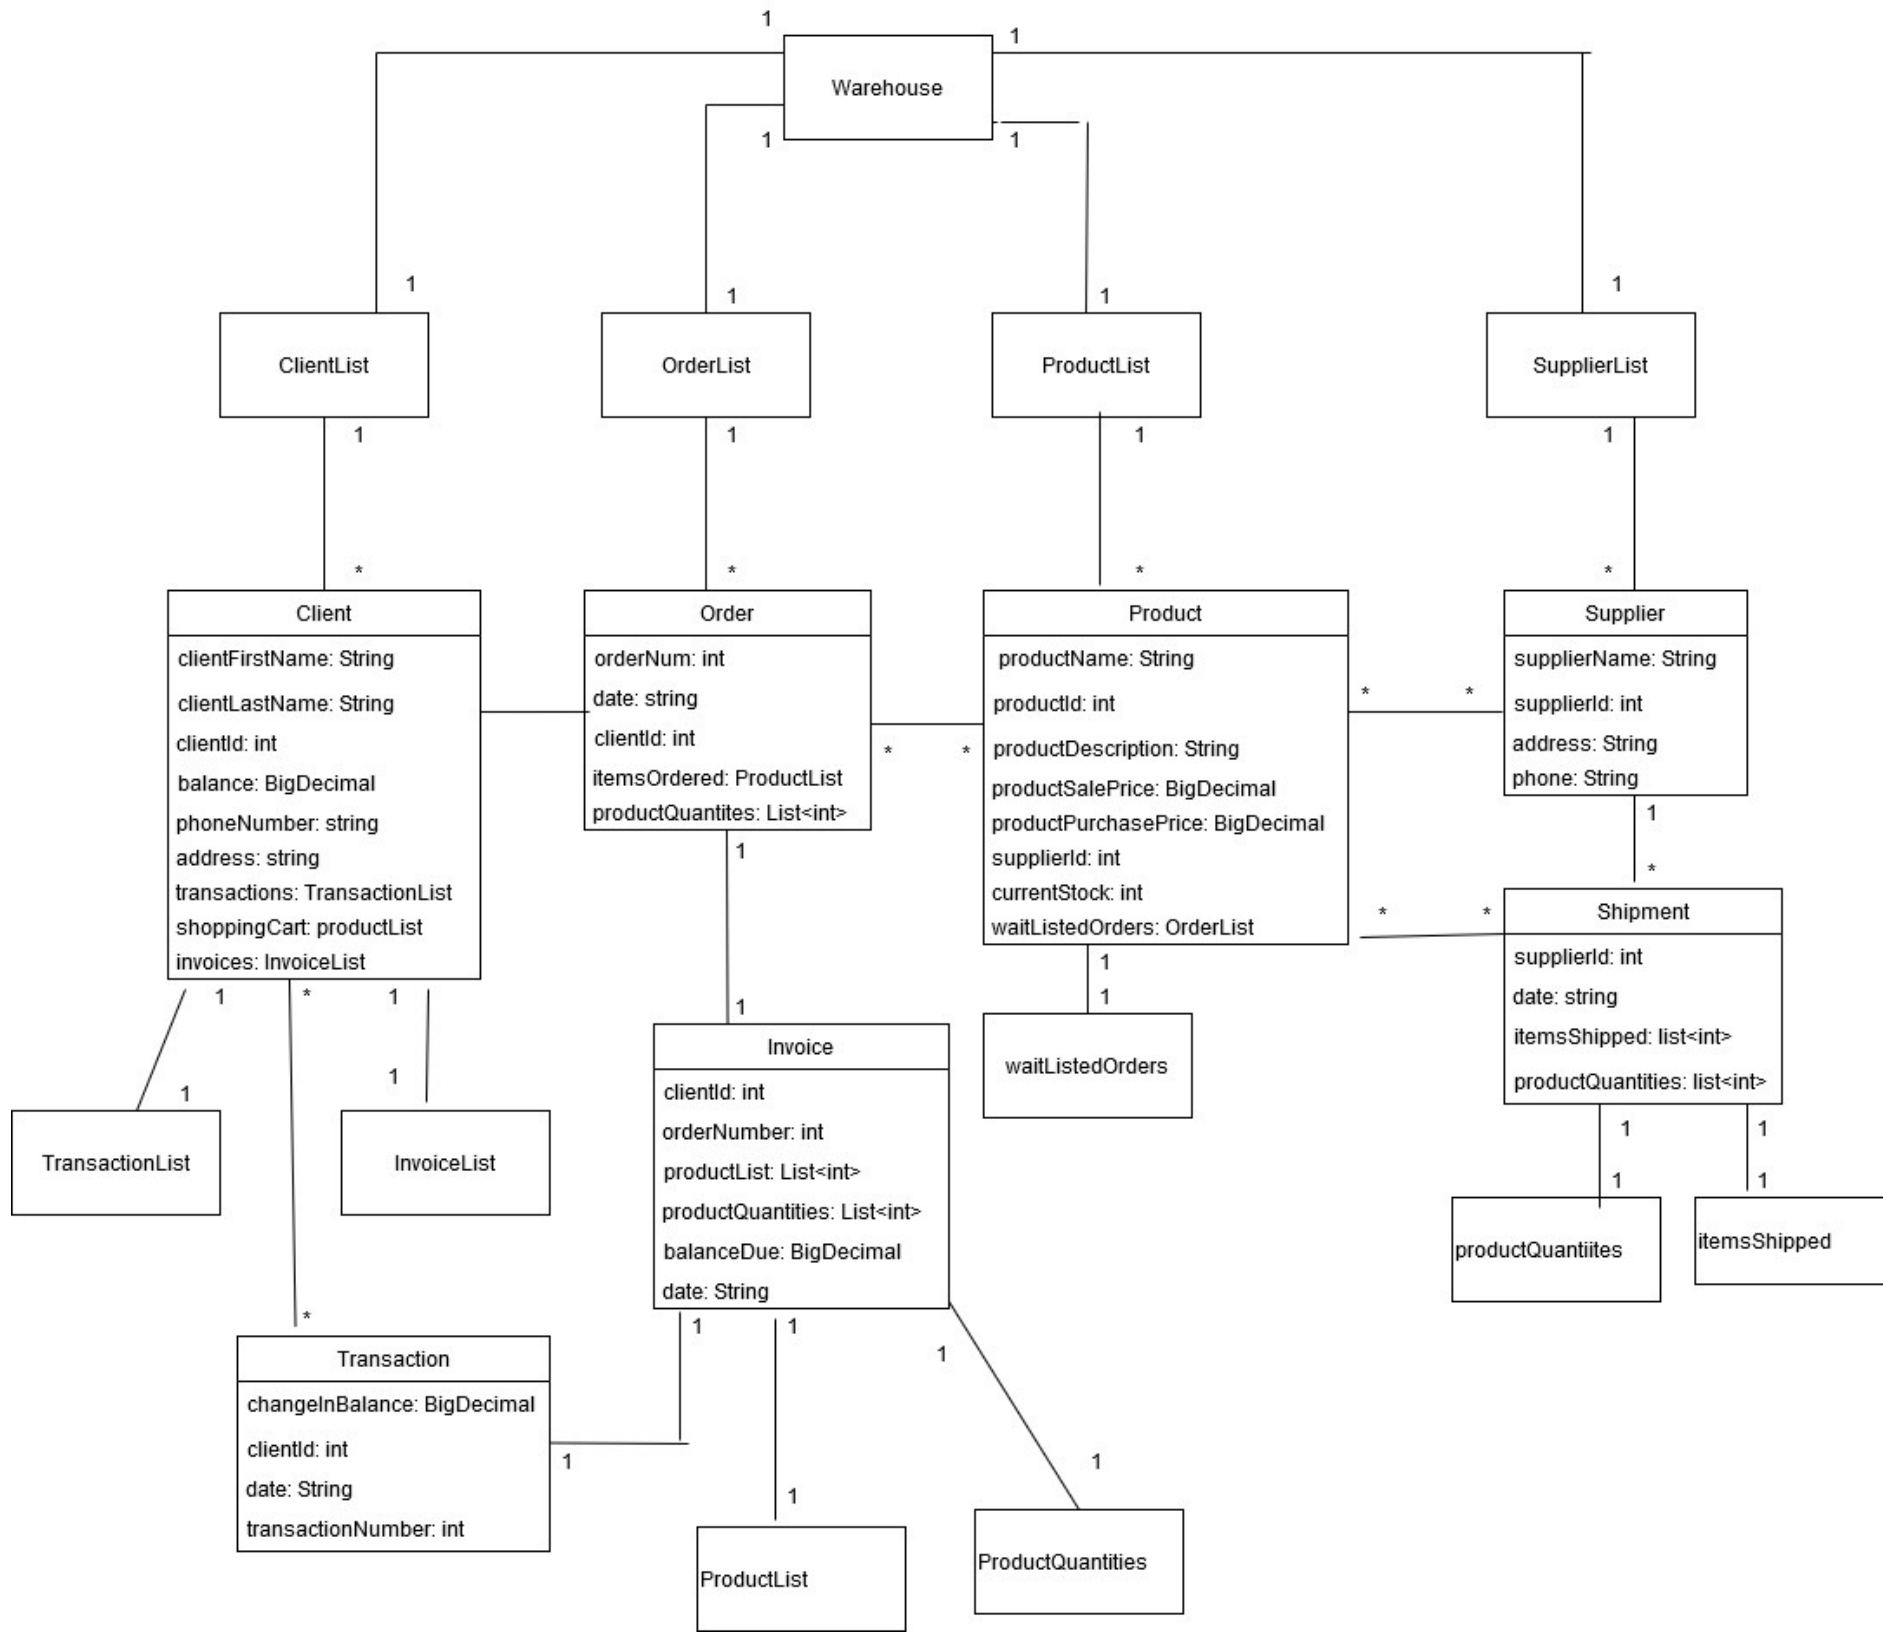 1
1
Warehouse
1
1
1
1
1
1
ClientList
OrderList
ProductList
SupplierList
1
1
1
1
*
*
*
*
Client
clientFirstName: String
clientLastName: String
clientId: int
balance: BigDecimal
phoneNumber: string
address: string
transactions: TransactionList
shoppingCart: productList
invoices: InvoiceList
Order
orderNum: int
date: string
clientId: int
itemsOrdered: ProductList
productQuantites: List<int>
*
*
Product
productName: String
productId: int
productDescription: String
productSalePrice: BigDecimal
productPurchasePrice: BigDecimal
supplierId: int
currentStock: int
waitListedOrders: OrderList
*
*
Supplier
supplierName: String
supplierId: int
address: String
phone: String
1
*
*
*
Shipment
supplierId: int
date: string
itemsShipped: list<int>
productQuantities: list<int>
1
1
1
1
productQuantiites
itemsShipped
1
1
waitListedOrders
1
1
Invoice
clientId: int
orderNumber: int
productList: List<int>
productQuantities: List<int>
balanceDue: BigDecimal
date: String
1
*
1
1
1
TransactionList
InvoiceList
*
Transaction
changeInBalance: BigDecimal
clientId: int
date: String
transactionNumber: int
1
1
1
1
1
1
ProductList
ProductQuantities